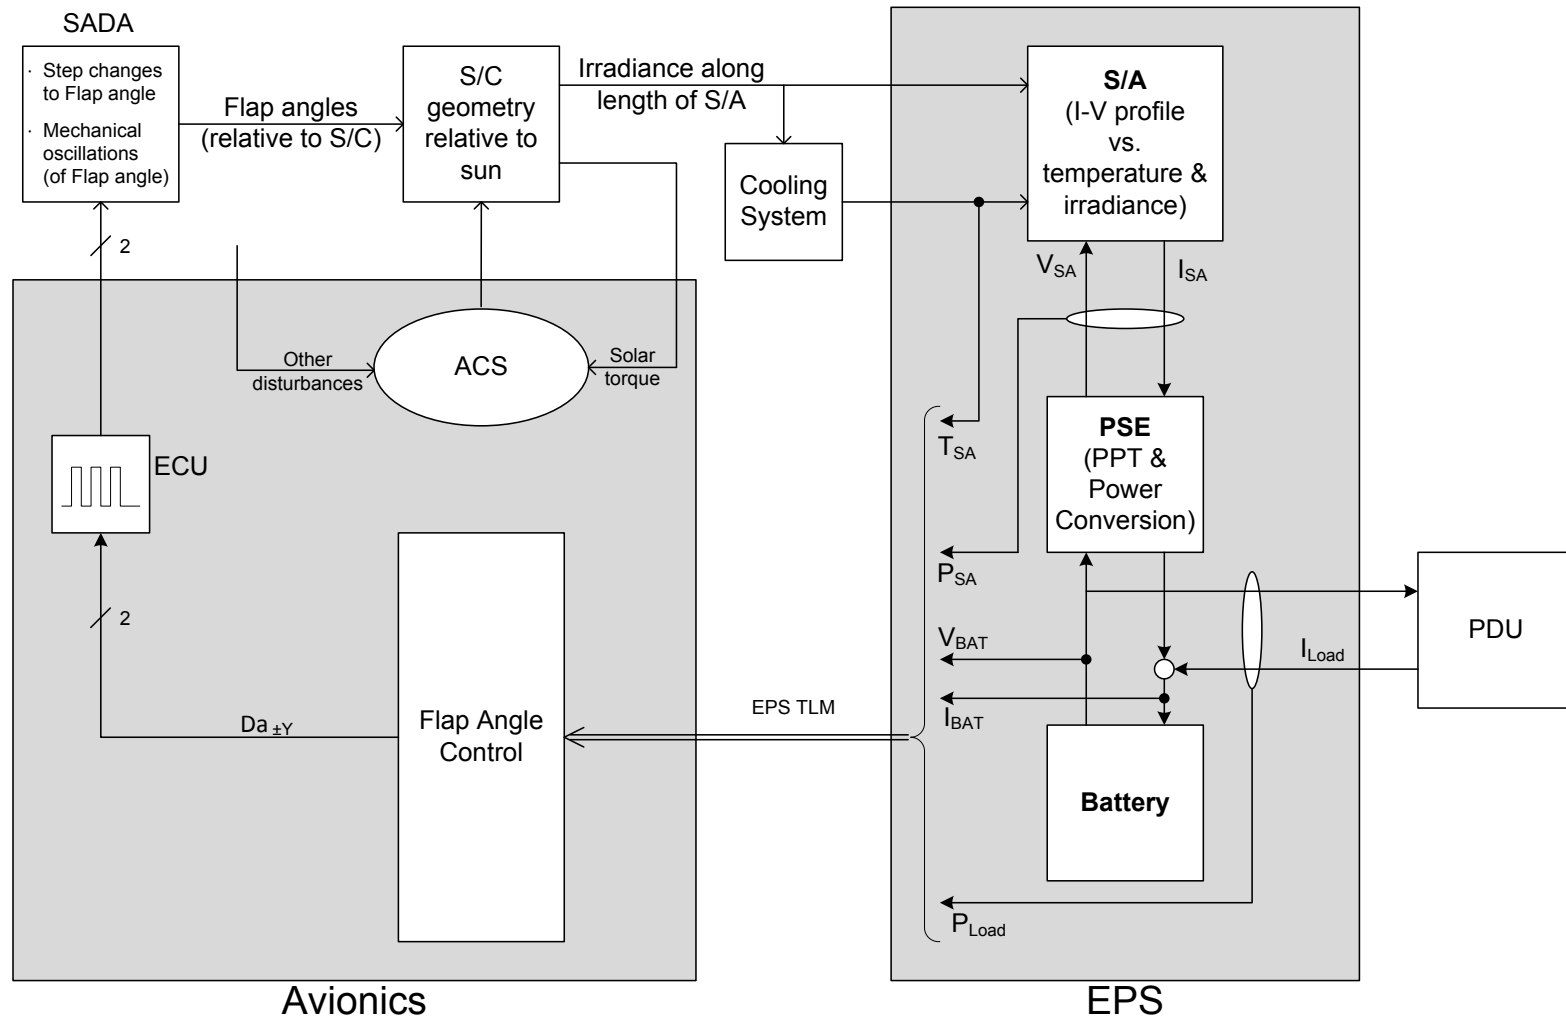 SADA
· Step changes
to Flap angle
· Mechanical
oscillations
(of Flap angle)
Flap angles
(relative to S/C)
S/C
geometry
relative to
sun
Irradiance along
length of S/A
Cooling
System
S/A
(I-V profile
vs.
temperature &
irradiance)
2
V_SA
I_SA
Other
disturbances
ACS
Solar
torque
ECU
T_SA
PSE
(PPT &
Power
Conversion)
P_SA
2
V_BAT
I_Load
PDU
Da ±Y
Flap Angle
Control
EPS TLM
I_BAT
Battery
P_Load
Avionics
EPS